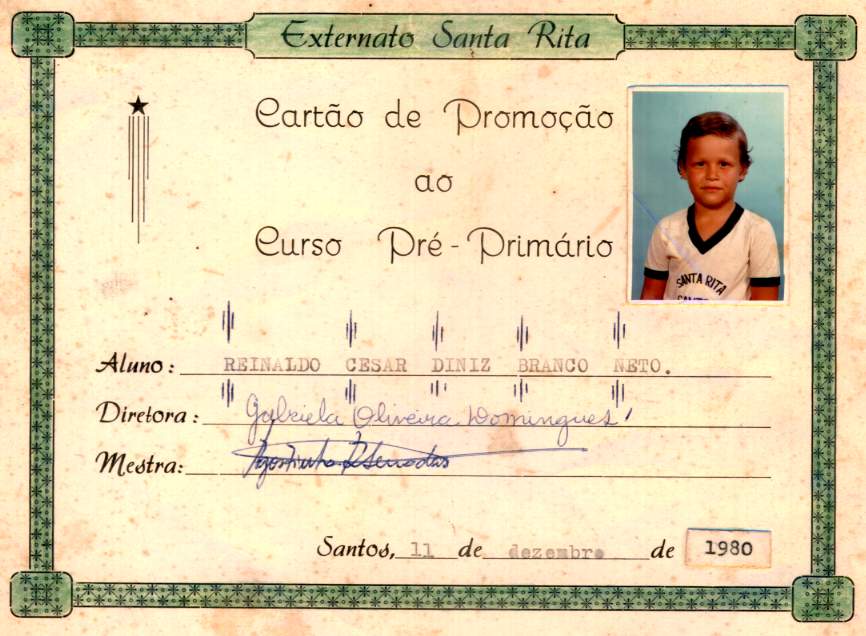 Externato Santa Rita
Cartão de Promoção
ao
Curso Pré-Primário
SANTA RITA
Aluno: REINALDO CESAR DINIZ BRANCO NETO.
Diretora: Gabriela Oliveira Domingues
Mestra:
Santos, 11 de dezembro de 1980